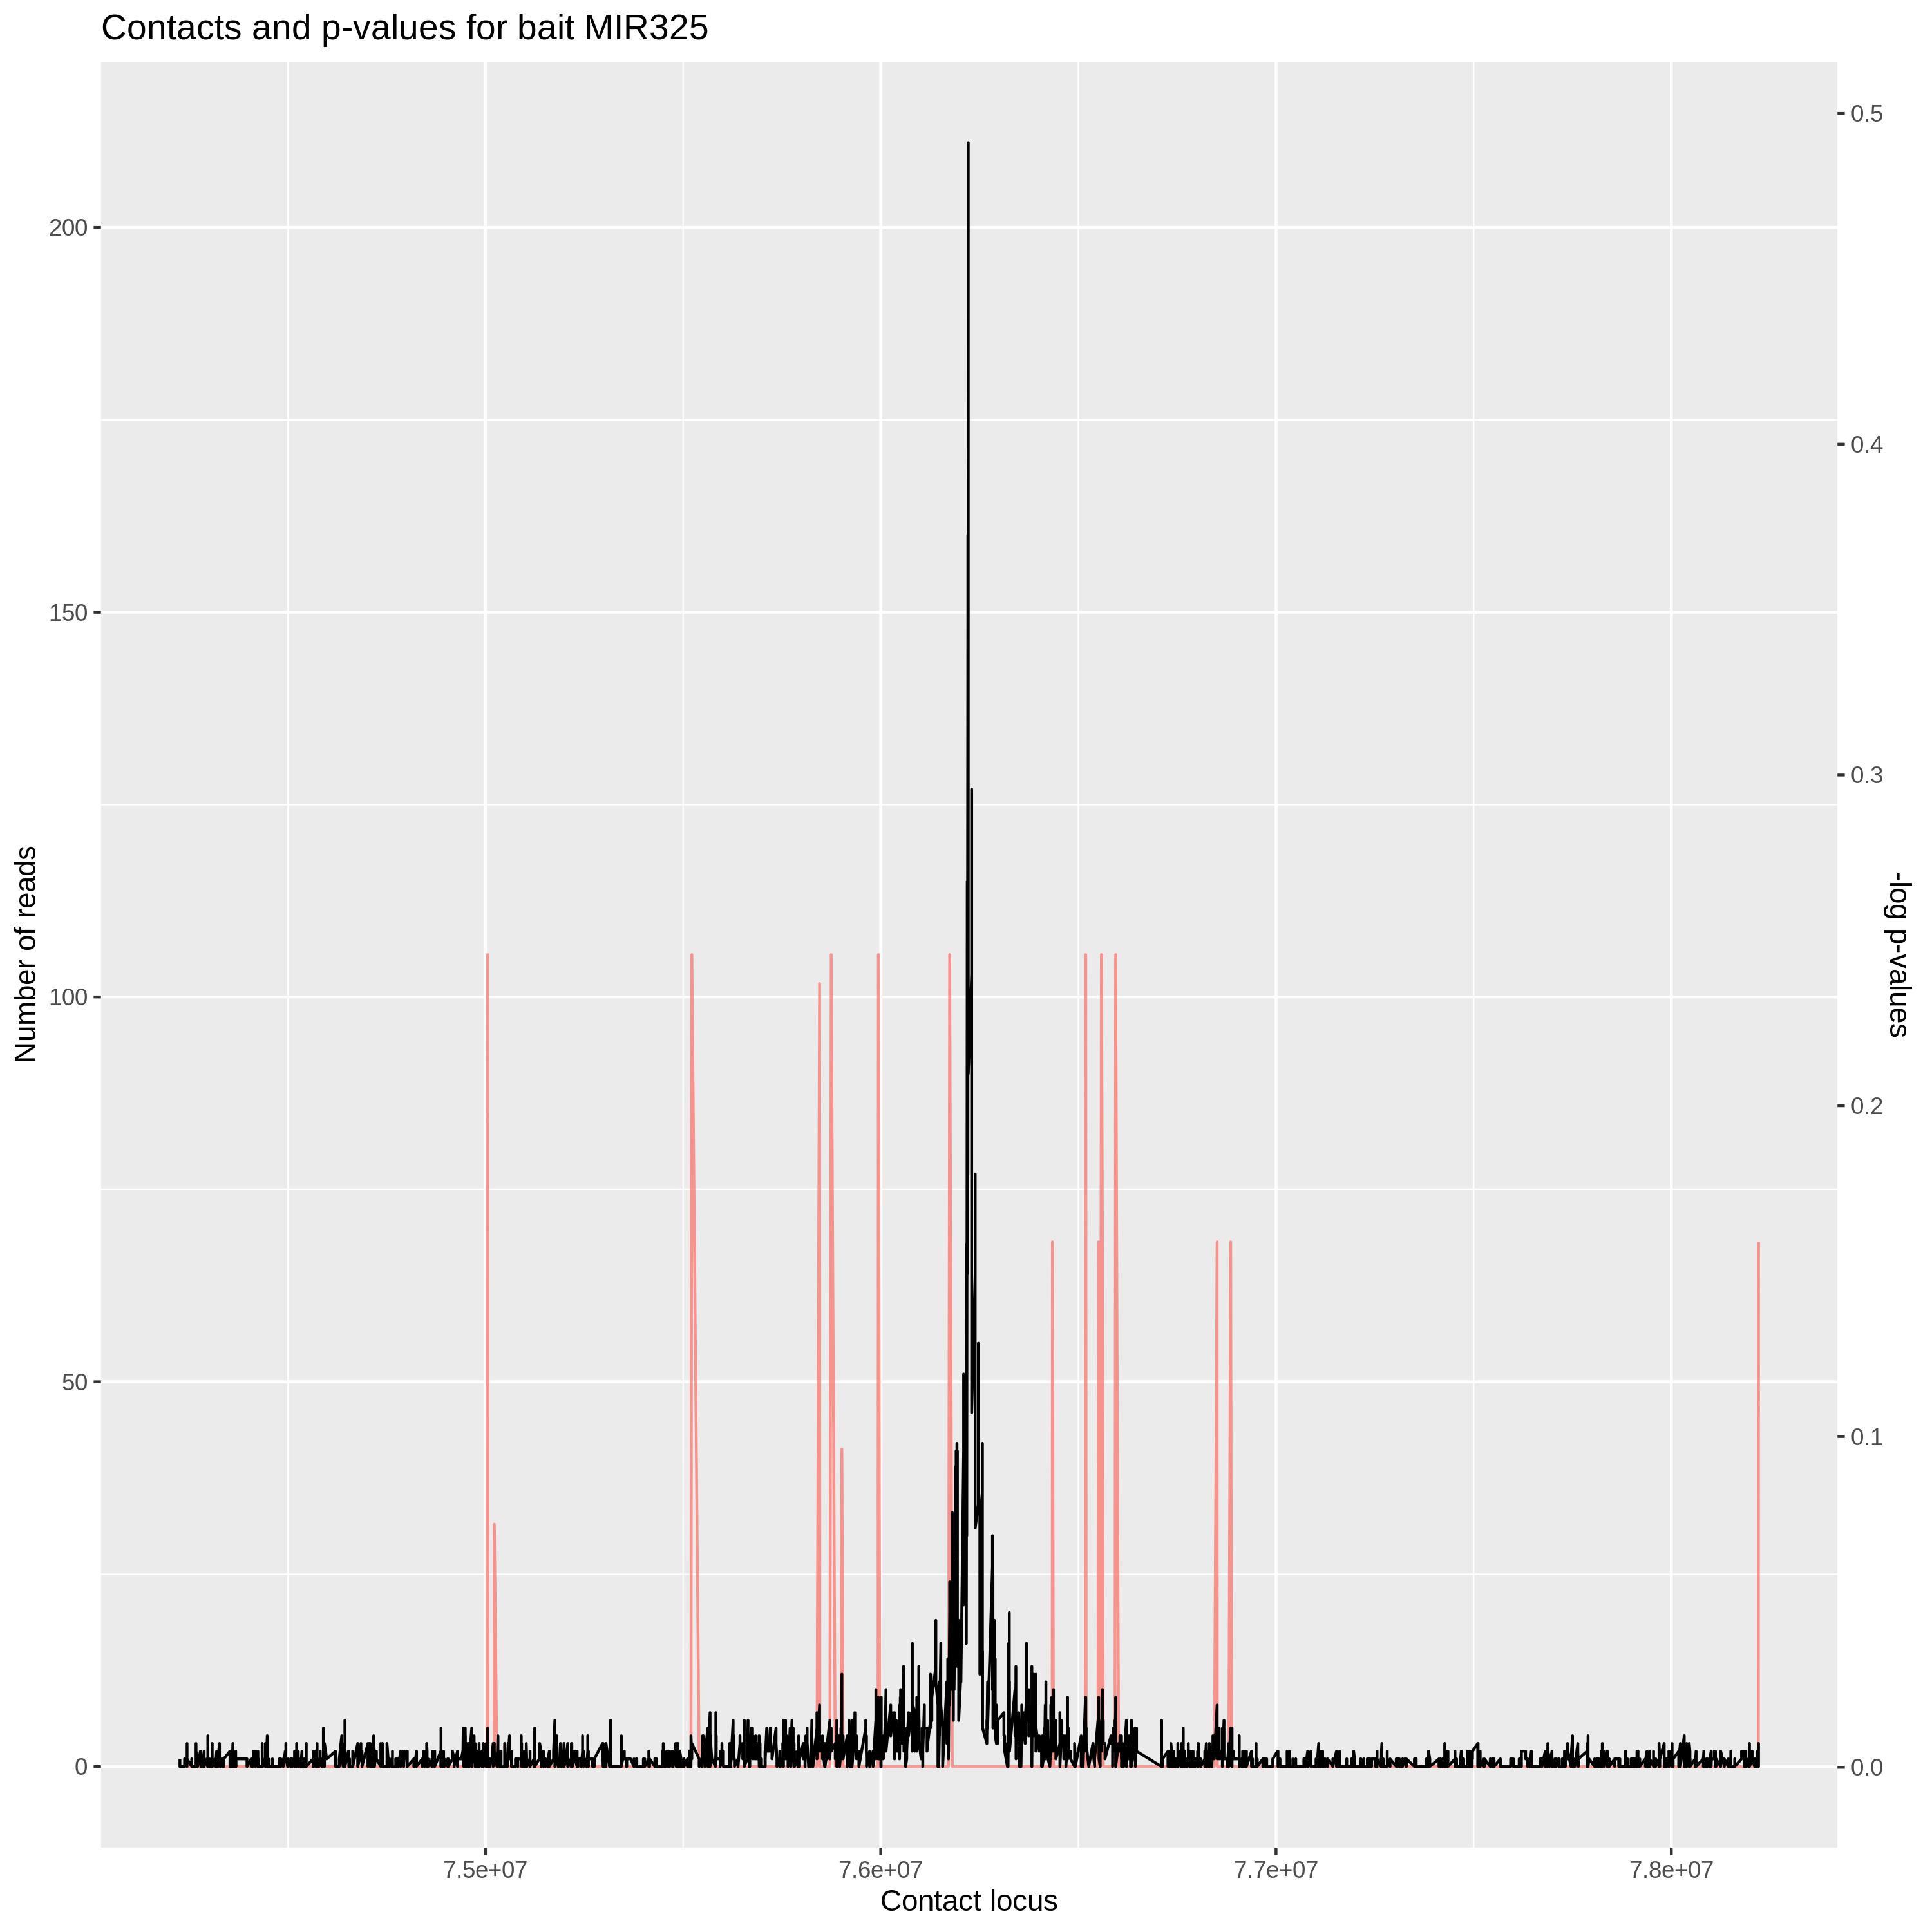 Contacts and p-values for bait MIR325
200
150
100
50
0
0.5
0.4
0.3
0.2
0.1
0.0
Number of reads
-log p-values
7.5e+07 7.6e+07 7.7e+07 7.8e+07
Contact locus